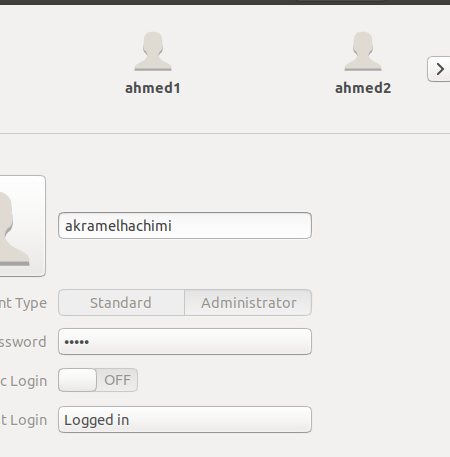 ahmed1 ahmed2
akramelhachimi
nt Type Standard Administrator
ssword •••••
c Login OFF
t Login Logged in